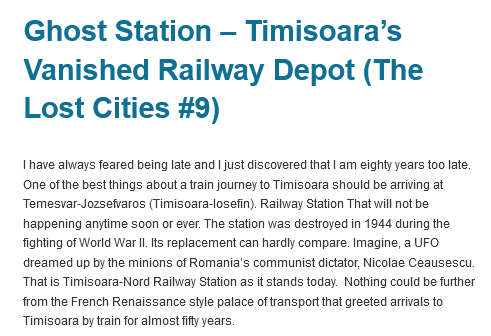 Ghost Station – Timisoara’s
Vanished Railway Depot (The
Lost Cities #9)
I have always feared being late and I just discovered that I am eighty years too late.
One of the best things about a train journey to Timisoara should be arriving at
Temesvar-Jozsefvaros (Timisoara-Iosefin). Railway Station That will not be
happening anytime soon or ever. The station was destroyed in 1944 during the
fighting of World War II. Its replacement can hardly compare. Imagine, a UFO
dreamed up by the minions of Romania’s communist dictator, Nicolae Ceausescu.
That is Timisoara-Nord Railway Station as it stands today.  Nothing could be further
from the French Renaissance style palace of transport that greeted arrivals to
Timisoara by train for almost fifty years.